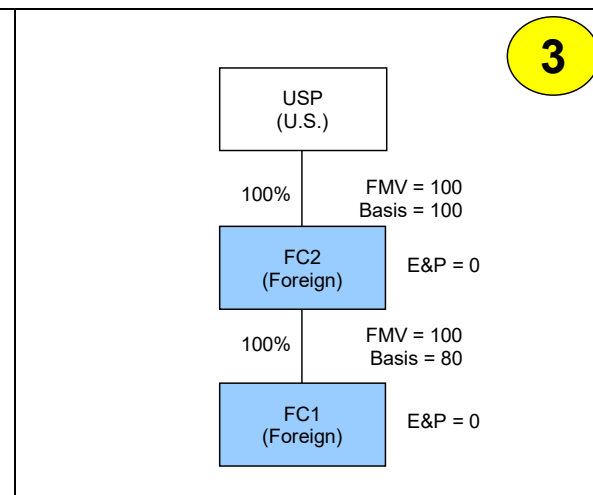 3
USP
(U.S.)
100%
FMV = 100
Basis = 100
FC2
(Foreign)
E&P = 0
100%
FMV = 100
Basis = 80
FC1
(Foreign)
E&P = 0